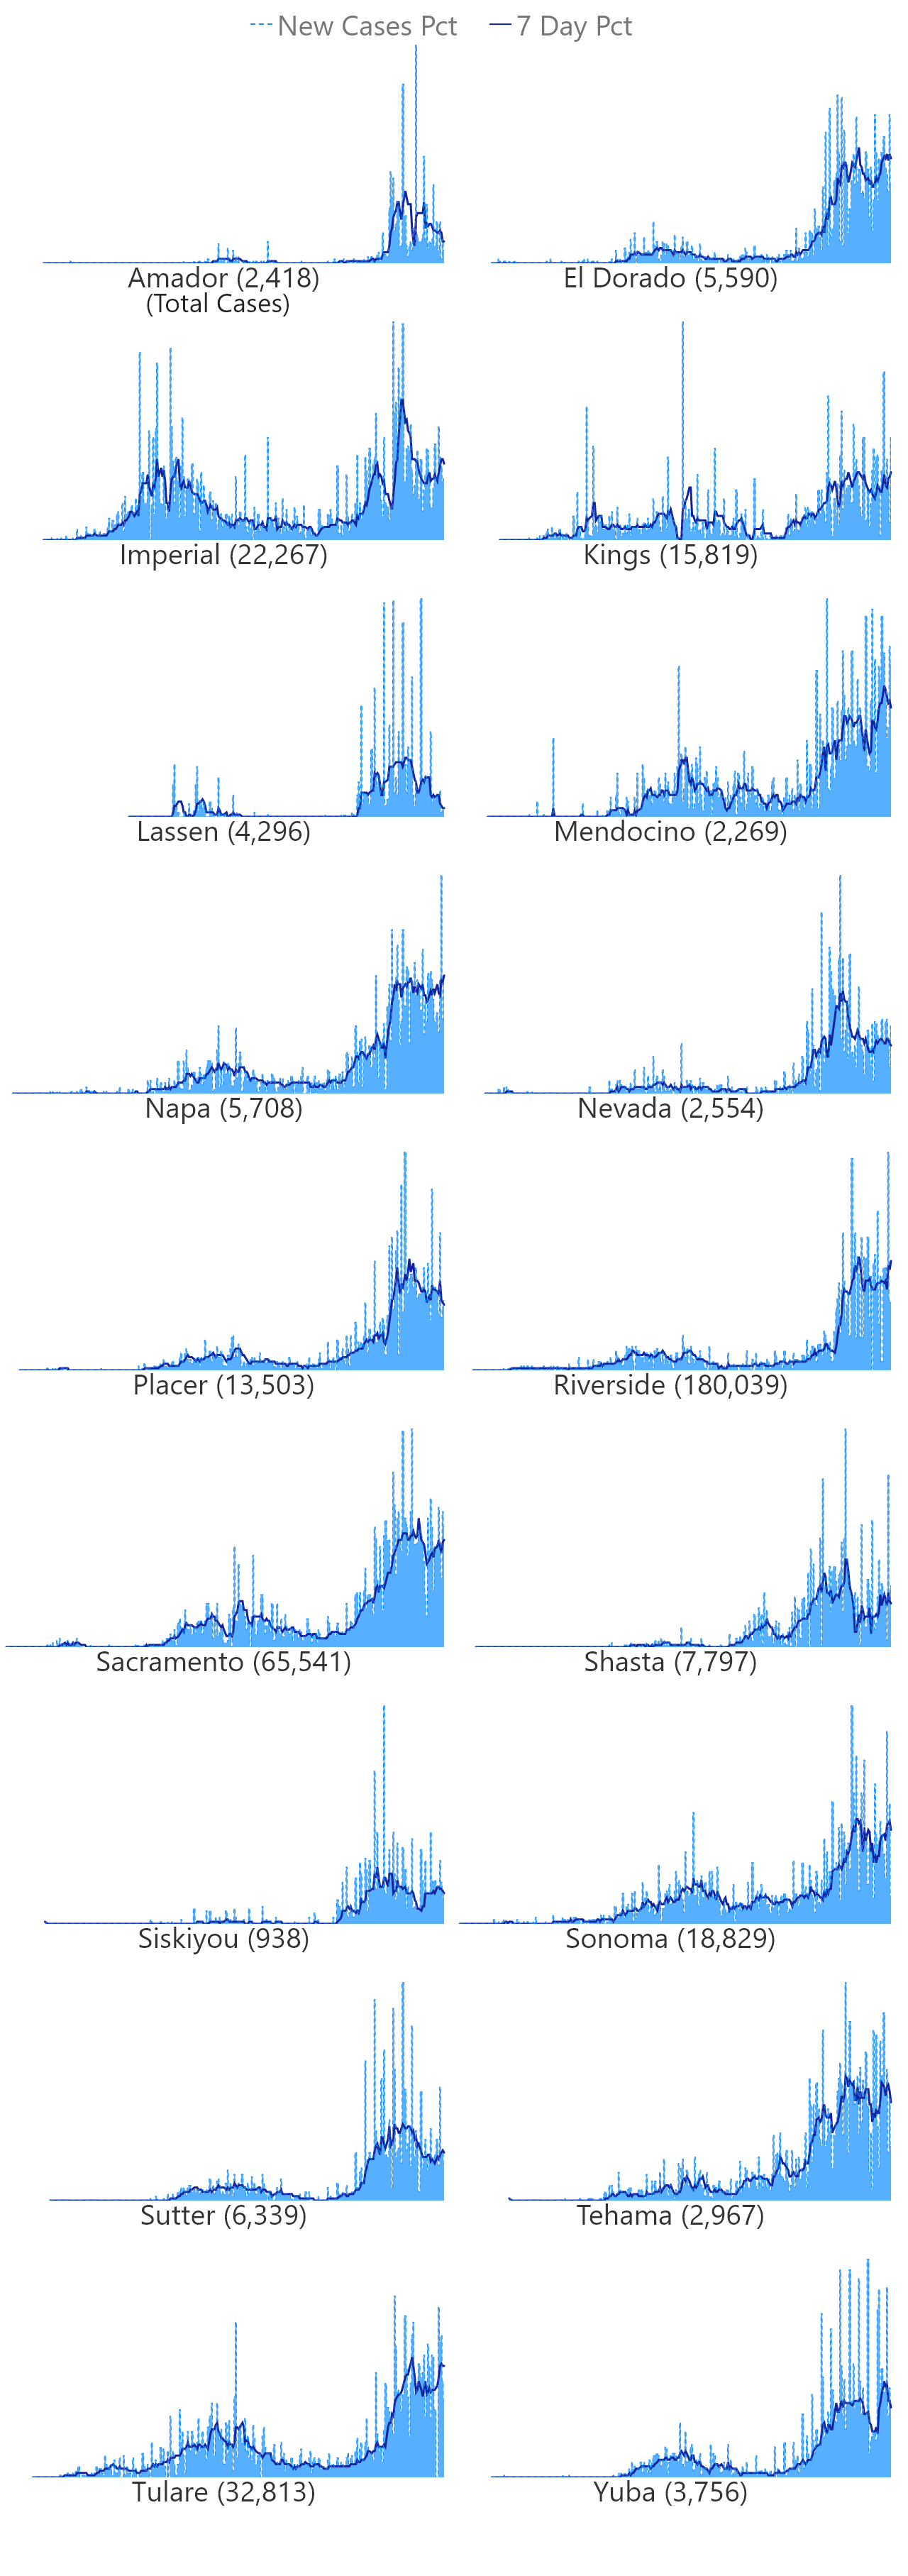 New Cases Pct 7 Day Pct
Amador (2,418) El Dorado (5,590)
(Total Cases)
Imperial (22,267) Kings (15,819)
Lassen (4,296) Mendocino (2,269)
Napa (5,708) Nevada (2,554)
Placer (13,503) Riverside (180,039)
Sacramento (65,541) Shasta (7,797)
Siskiyou (938) Sonoma (18,829)
Sutter (6,339) Tehama (2,967)
Tulare (32,813) Yuba (3,756)